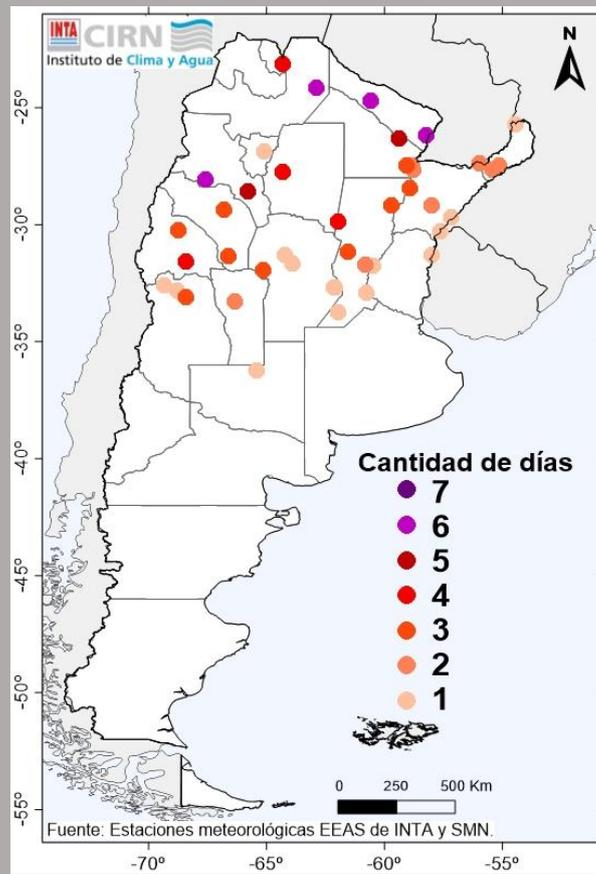 INTA CIRN
Instituto de Clima y Agua
N
-25°
-30°
-35°
-40°
-45°
-50°
-55°
Cantidad de días
7
6
5
4
3
2
1
0 250 500 Km
Fuente: Estaciones meteorológicas EEAS de INTA y SMN.
-70° -65° -60° -55°